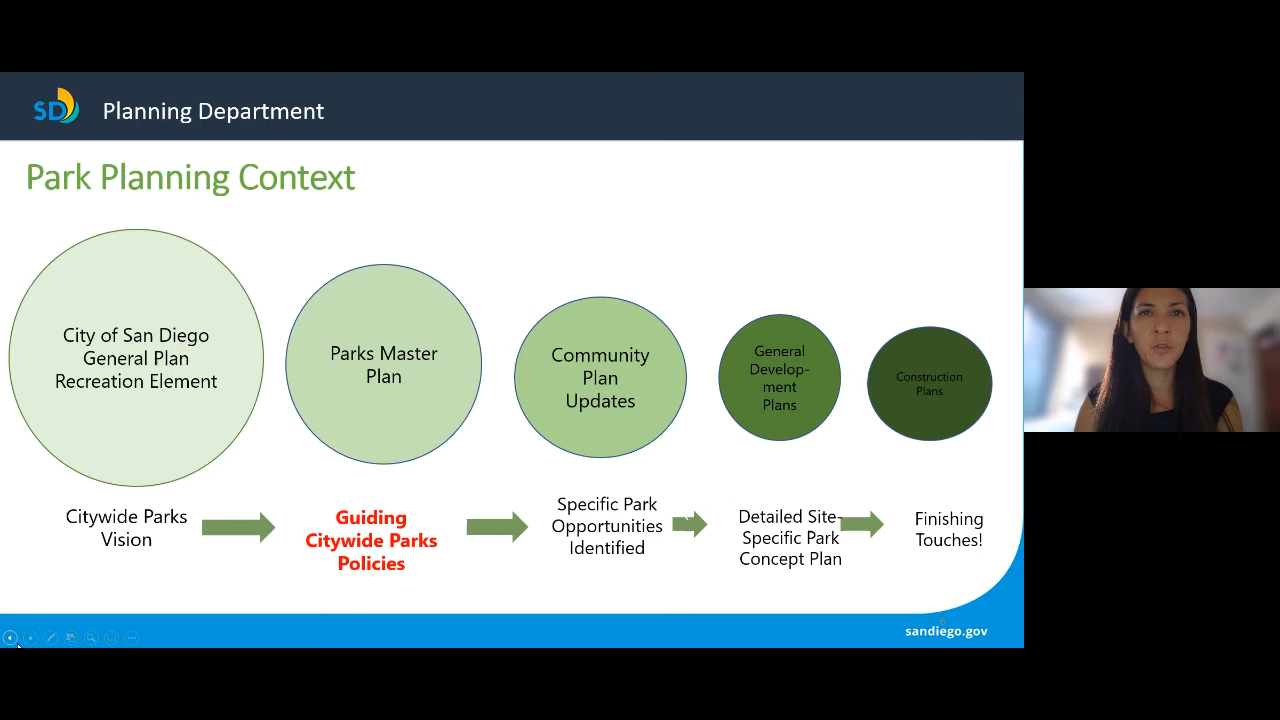 SD
Planning Department
Park Planning Context
City of San Diego
General Plan
Recreation Element
Parks Master
Plan
Community
Plan
Updates
General
Develop-
ment
Plans
Construction
Plans
Citywide Parks
Vision
Guiding
Citywide Parks
Policies
Specific Park
Opportunities
Identified
Detailed Site-
Specific Park
Concept Plan
Finishing
Touches!
6
sandiego.gov